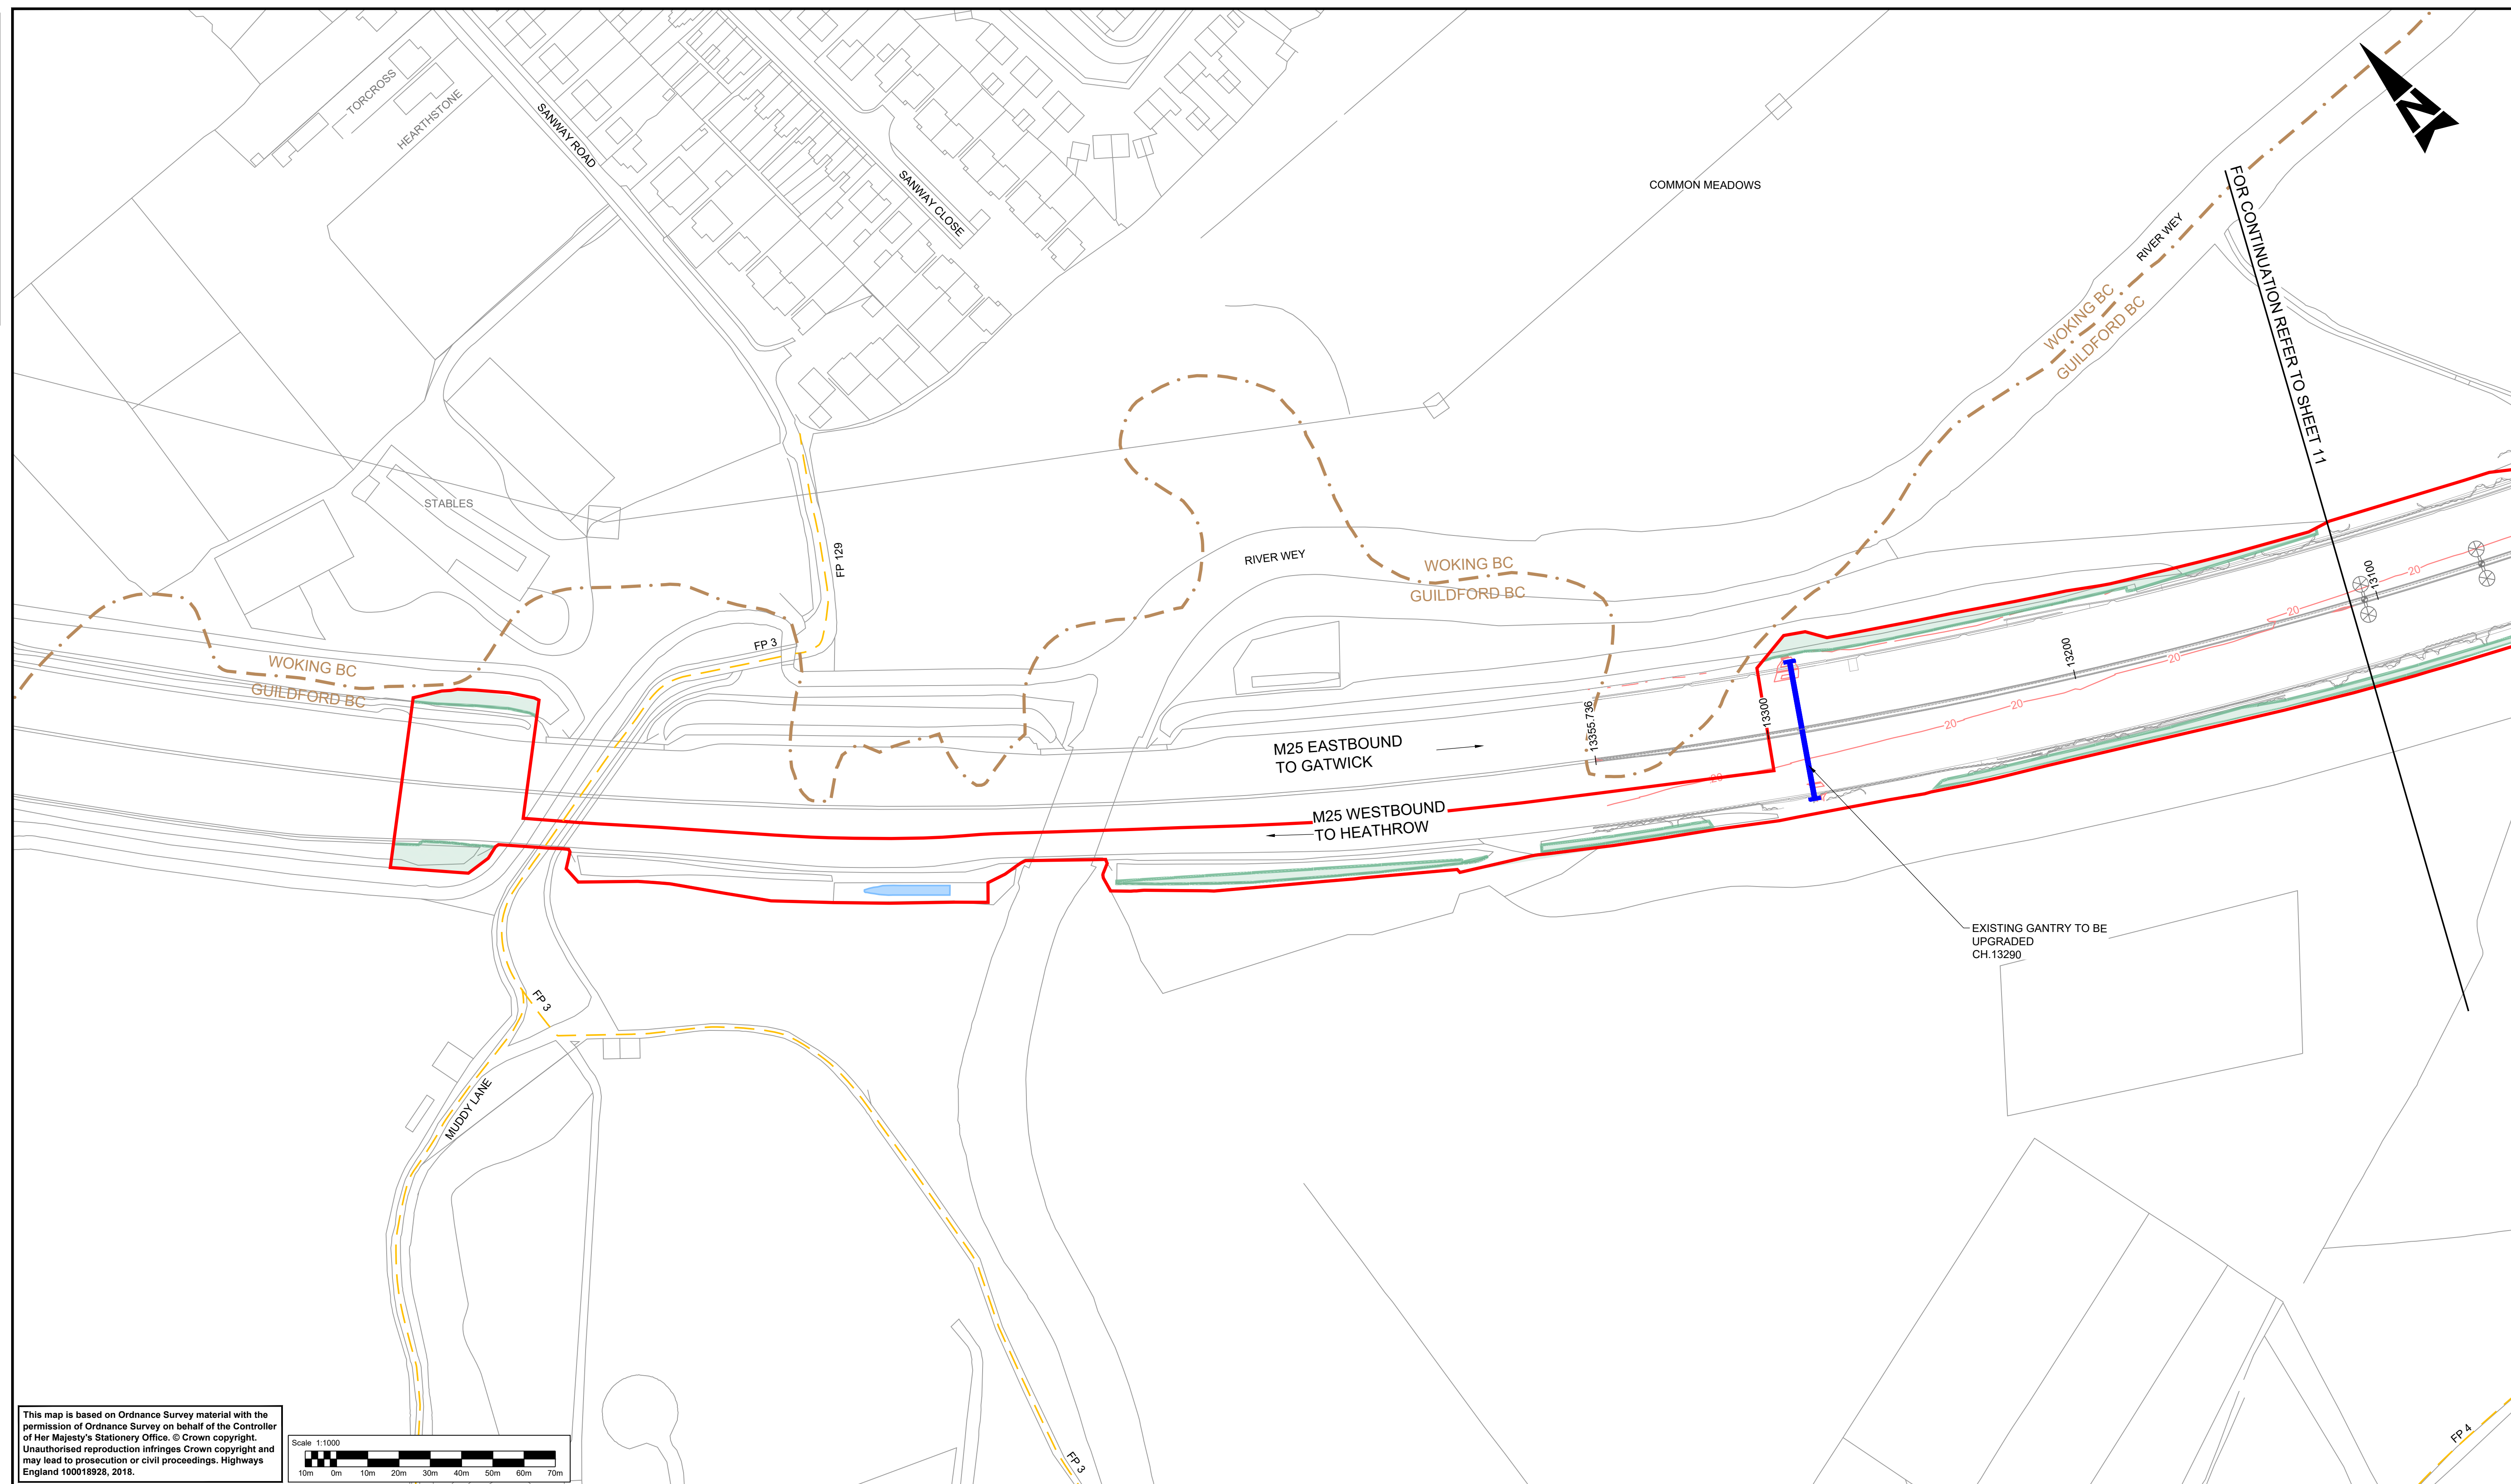 TORCROSS
HEARTHSTONE
SANWAY ROAD
SANWAY CLOSE
COMMON MEADOWS
N
RIVER WEY
FOR CONTINUATION REFER TO SHEET 11
WOKING BC
GUILDFORD BC
STABLES
FP 129
FP 3
RIVER WEY
WOKING BC
GUILDFORD BC
WOKING BC
GUILDFORD BC
13100
20
20
13200
20
20
20
20
13300
13355.736
M25 EASTBOUND
TO GATWICK
M25 WESTBOUND
TO HEATHROW
EXISTING GANTRY TO BE
UPGRADED
CH.13290
FP 3
MUDDY LANE
FP 3
FP 4
This map is based on Ordnance Survey material with the
permission of Ordnance Survey on behalf of the Controller
of Her Majesty's Stationery Office. © Crown copyright.
Unauthorised reproduction infringes Crown copyright and
may lead to prosecution or civil proceedings. Highways
England 100018928, 2018.
Scale 1:1000
10m 0m 10m 20m 30m 40m 50m 60m 70m